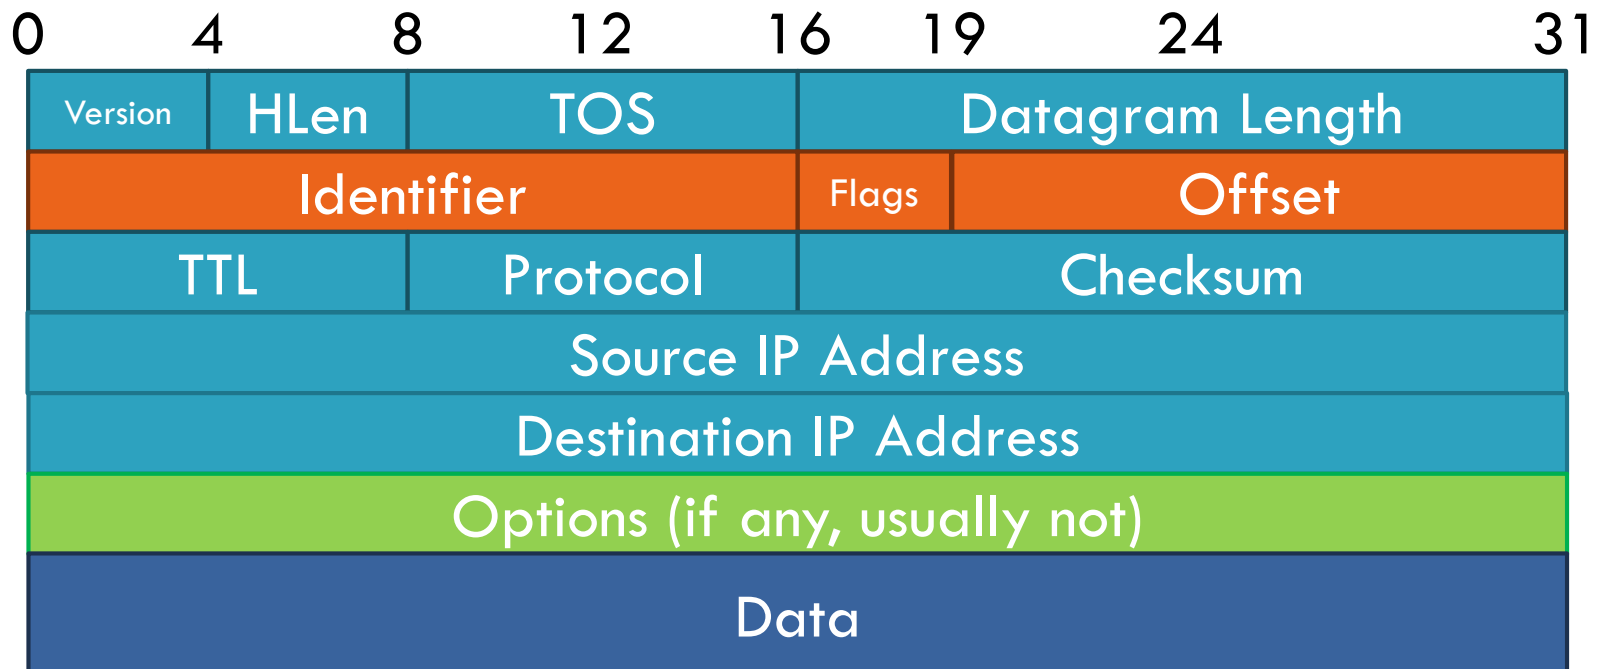 0 4 8 12 16 19 24 31
Version HLen TOS Datagram Length
Identifier Flags Offset
TTL Protocol Checksum
Source IP Address
Destination IP Address
Options (if any, usually not)
Data